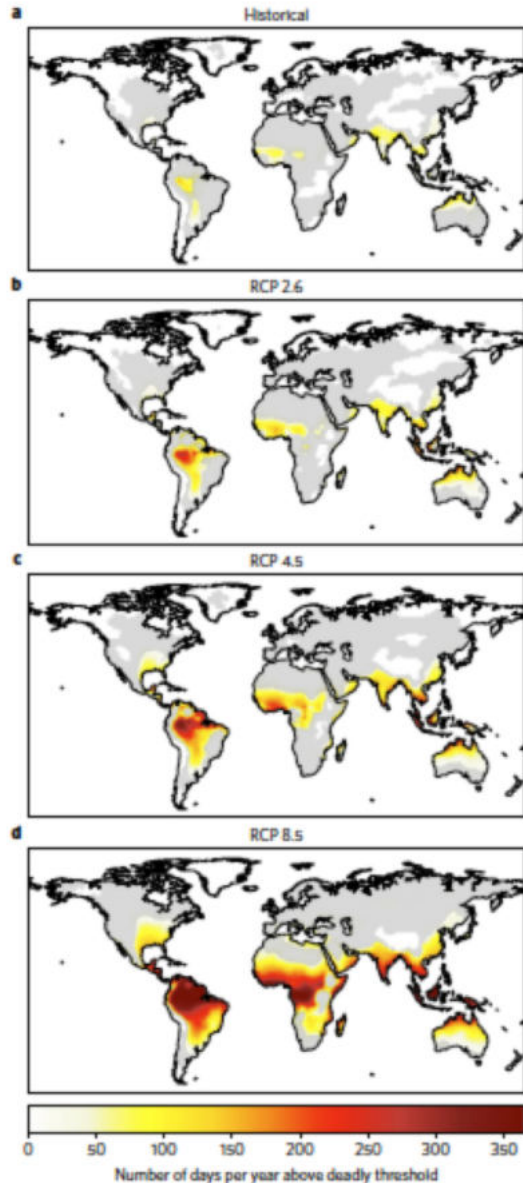 a
Historical
b
RCP 2.6
c
RCP 4.5
d
RCP 8.5
0 50 100 150 200 250 300 350
Number of days per year above deadly threshold